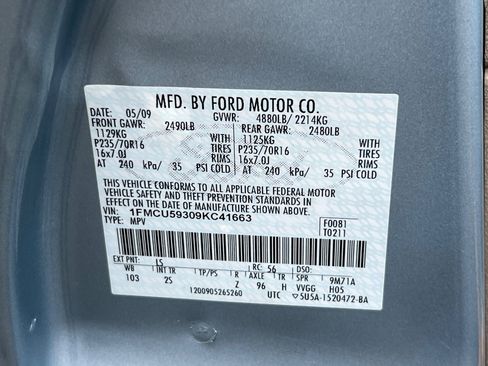 MFD. BY FORD MOTOR CO.
DATE: 05/09 GVWR: 4880LB/ 2214KG
FRONT GAWR: 2490LB REAR GAWR: 2480LB
1129KG WITH 1125KG WITH
P235/70R16 TIRES P235/70R16 TIRES
16x7.0J RIMS 16x7.0J RIMS
AT 240 kPa/ 35 PSI COLD AT 240 kPa/ 35 PSI COLD
THIS VEHICLE CONFORMS TO ALL APPLICABLE FEDERAL MOTOR
VEHICLE SAFETY AND THEFT PREVENTION STANDARDS IN
EFFECT ON THE DATE OF MANUFACTURE SHOWN ABOVE.
VIN: 1FMCU59309KC41663 F0081
TYPE: MPV T0211
EXT PNT: LS RC: 56 DSO:
WB INT TR TP/PS R AXLE TR SPR 9M71A
103 2S Z 96 H VVGG H05
1200905265260 UTC ▽5U5A-1520472-BA